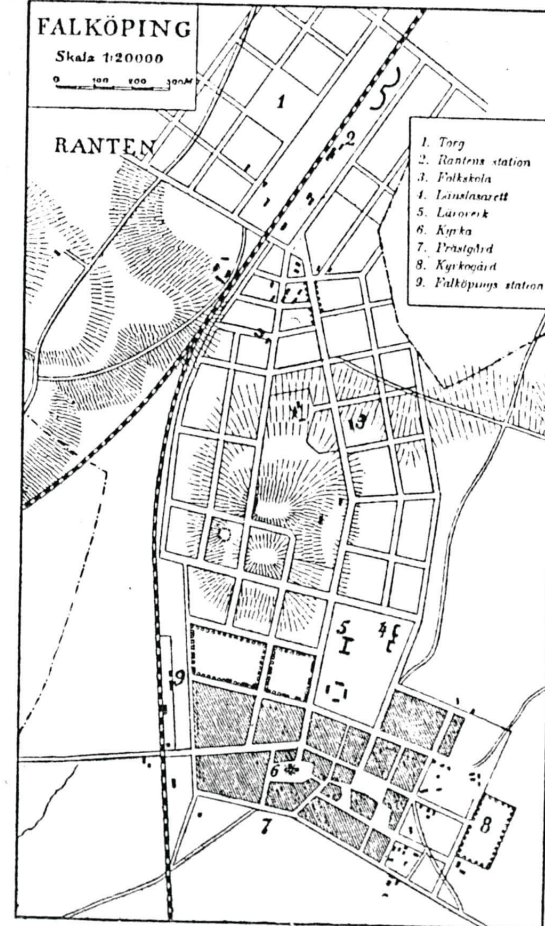 FALKÖPING
Skala 1:20000
0 100 200 300M
RANTEN
1. Torg
2. Rantens station
3. Folkskola
4. Länslasarett
5. Läroverk
6. Kyrka
7. Prästgård
8. Kyrkogård
9. Falköpings station
1
2
3
5 4
9
6
7
8